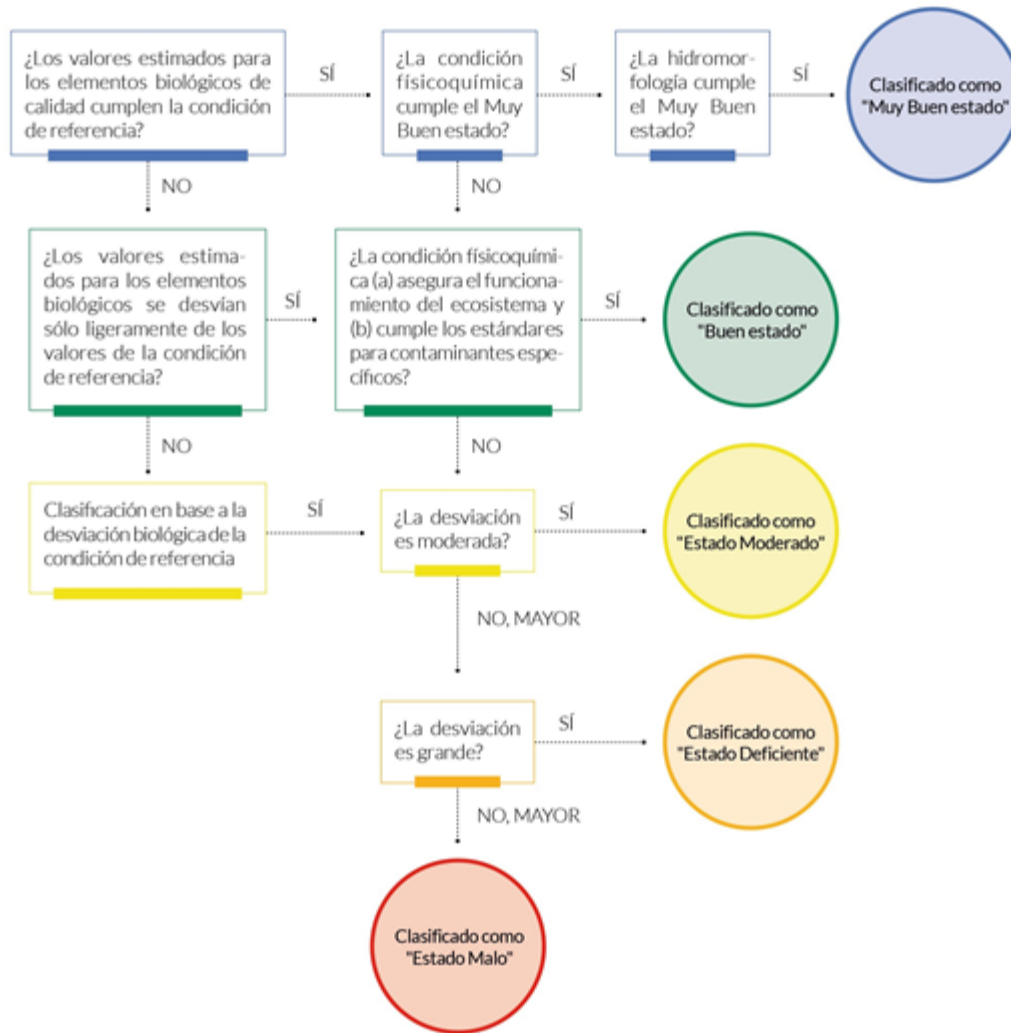 ¿Los valores estimados para
los elementos biológicos de
calidad cumplen la condición
de referencia?
SÍ
¿La condición
físicoquímica
cumple el Muy
Buen estado?
SÍ
¿La hidromor-
fología cumple
el Muy Buen
estado?
SÍ
Clasificado como
"Muy Buen estado"
NO
NO
¿Los valores estima-
dos para los elementos
biológicos se desvían
sólo ligeramente de los
valores de la condición
de referencia?
SÍ
¿La condición físicoquími-
ca (a) asegura el funciona-
miento del ecosistema y
(b) cumple los estándares
para contaminantes espe-
cíficos?
SÍ
Clasificado como
"Buen estado"
NO
NO
Clasificación en base a la
desviación biológica de la
condición de referencia
SÍ
¿La desviación
es moderada?
SÍ
Clasificado como
"Estado Moderado"
NO, MAYOR
¿La desviación
es grande?
SÍ
Clasificado como
"Estado Deficiente"
NO, MAYOR
Clasificado como
"Estado Malo"